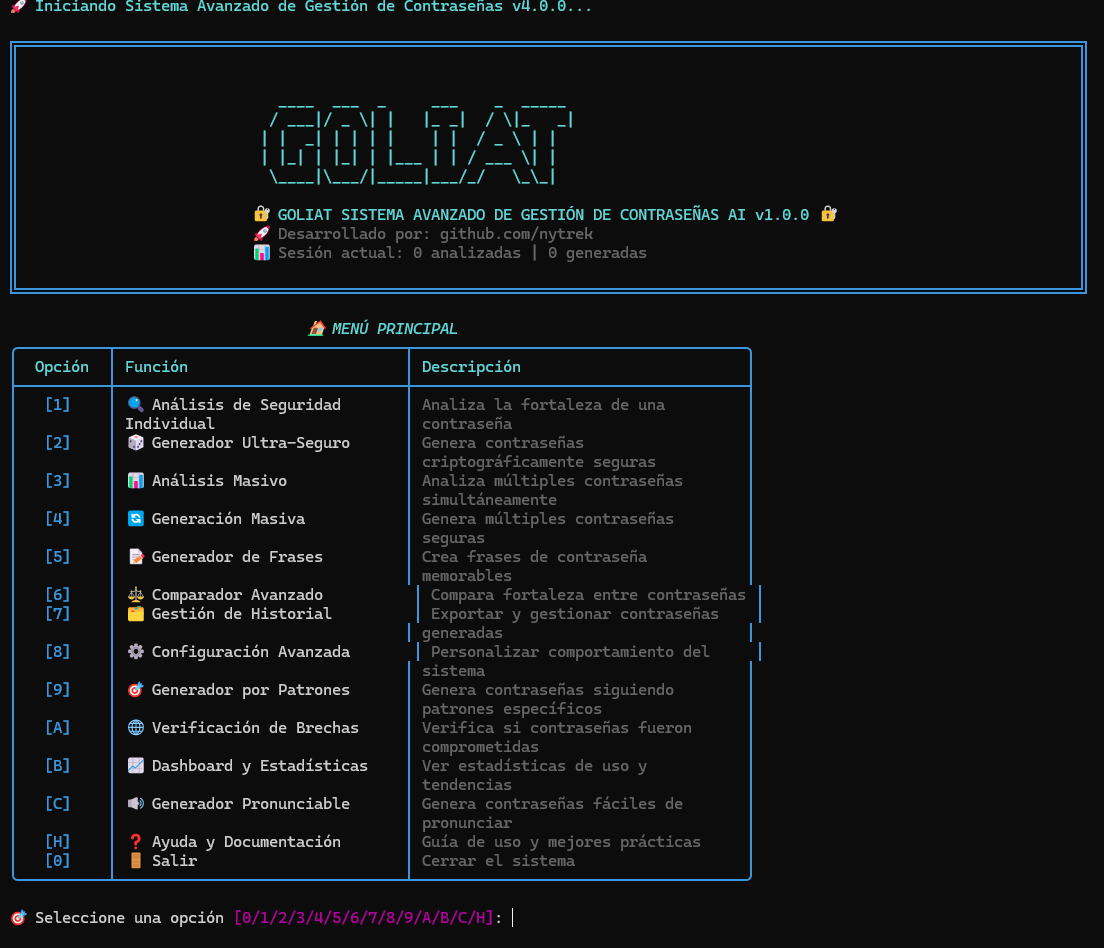 🚀 Iniciando Sistema Avanzado de Gestión de Contraseñas v4.0.0...
GOLIAT
🔐 GOLIAT SISTEMA AVANZADO DE GESTIÓN DE CONTRASEÑAS AI v1.0.0 🔐
🚀 Desarrollado por: github.com/nytrek
📊 Sesión actual: 0 analizadas | 0 generadas
🏠 MENÚ PRINCIPAL
Opción Función Descripción
[1] 🔍 Análisis de Seguridad Analiza la fortaleza de una
Individual contraseña
[2] 🎲 Generador Ultra-Seguro Genera contraseñas
criptográficamente seguras
[3] 📊 Análisis Masivo Analiza múltiples contraseñas
simultáneamente
[4] 🔄 Generación Masiva Genera múltiples contraseñas
seguras
[5] 📝 Generador de Frases Crea frases de contraseña
memorables
[6] ⚖️ Comparador Avanzado Compara fortaleza entre contraseñas
[7] 🗂️ Gestión de Historial Exportar y gestionar contraseñas
generadas
[8] ⚙️ Configuración Avanzada Personalizar comportamiento del
sistema
[9] 🎯 Generador por Patrones Genera contraseñas siguiendo
patrones específicos
[A] 🌐 Verificación de Brechas Verifica si contraseñas fueron
comprometidas
[B] 📈 Dashboard y Estadísticas Ver estadísticas de uso y
tendencias
[C] 🔊 Generador Pronunciable Genera contraseñas fáciles de
pronunciar
[H] ❓ Ayuda y Documentación Guía de uso y mejores prácticas
[0] 🚪 Salir Cerrar el sistema
🎯 Seleccione una opción [0/1/2/3/4/5/6/7/8/9/A/B/C/H]: